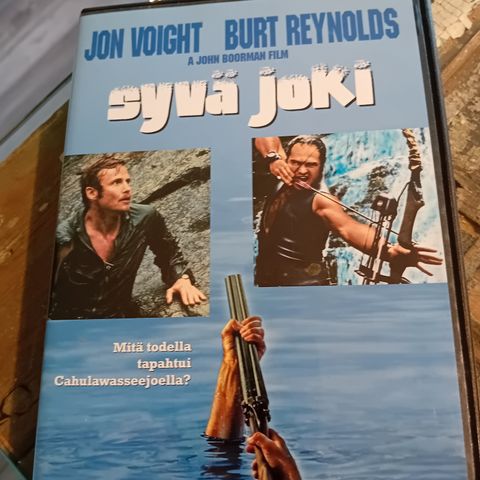 JON VOIGHT BURT REYNOLDS
A JOHN BOORMAN FILM
syvä joki
Mitä todella
tapahtui
Cahulawasseejoella?